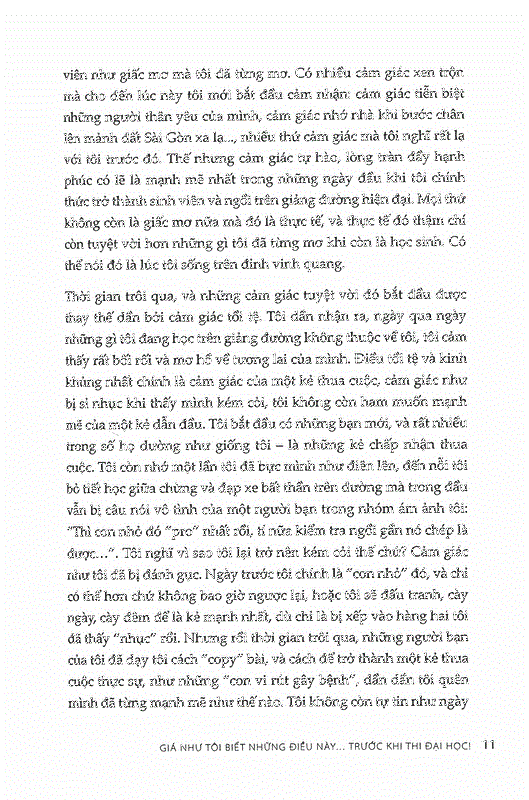 viên như giấc mơ mà tôi đã từng mơ. Có nhiều cảm giác xen trộn
mà cho đến lúc này tôi mới bắt đầu cảm nhận: cảm giác tiễn biệt
những người thân yêu của mình, cảm giác nhớ nhà khi bước chân
lên mảnh đất Sài Gòn xa lạ..., nhiều thứ cảm giác mà tôi nghĩ rất lạ
với tôi trước đó. Thế nhưng cảm giác tự hào, lòng tràn đầy hạnh
phúc có lẽ là mạnh mẽ nhất trong những ngày đầu khi tôi chính
thức trở thành sinh viên và ngồi trên giảng đường hiện đại. Mọi thứ
không còn là giấc mơ nữa mà đó là thực tế, và thực tế đó thậm chí
còn tuyệt vời hơn những gì tôi đã từng mơ khi còn là học sinh. Có
thể nói đó là lúc tôi sống trên đỉnh vinh quang.
Thời gian trôi qua, và những cảm giác tuyệt vời đó bắt đầu được
thay thế dần bởi cảm giác tồi tệ. Tôi dần nhận ra, ngày qua ngày
những gì tôi đang học trên giảng đường không thuộc về tôi, tôi cảm
thấy rất bối rối và mơ hồ về tương lai của mình. Điều tồi tệ và kinh
khủng nhất chính là cảm giác của một kẻ thua cuộc, cảm giác như
bị sỉ nhục khi thấy mình kém cỏi, tôi không còn ham muốn mạnh
mẽ của một kẻ dẫn đầu. Tôi bắt đầu có những bạn mới, và rất nhiều
trong số họ dường như giống tôi – là những kẻ chấp nhận thua
cuộc. Tôi còn nhớ một lần tôi đã bực mình như điên lên, đến nỗi tôi
bỏ tiết học giữa chừng và đạp xe bất thần trên đường mà trong đầu
vẫn bị câu nói vô tình của một người bạn trong nhóm ám ảnh tôi:
“Thì con nhỏ đó “pro” nhất rồi, tí nữa kiểm tra ngồi gần nó chép là
được…”. Tôi nghĩ vì sao tôi lại trở nên kém cỏi thế chứ? Cảm giác
như tôi đã bị đánh gục. Ngày trước tôi chính là “con nhỏ” đó, và chỉ
có thể hơn chứ không bao giờ ngược lại, hoặc tôi sẽ đấu tranh, cày
ngày, cày đêm để là kẻ mạnh nhất, dù chỉ là bị xếp vào hàng hai tôi
đã thấy “nhục” rồi. Nhưng rồi thời gian trôi qua, những người bạn
của tôi đã dạy tôi cách “copy” bài, và cách để trở thành một kẻ thua
cuộc thực sự, như những “con vi rút gây bệnh”, dần dần tôi quên
mình đã từng mạnh mẽ như thế nào. Tôi không còn tự tin như ngày
GIÁ NHƯ TÔI BIẾT NHỮNG ĐIỀU NÀY... TRƯỚC KHI THI ĐẠI HỌC! 11